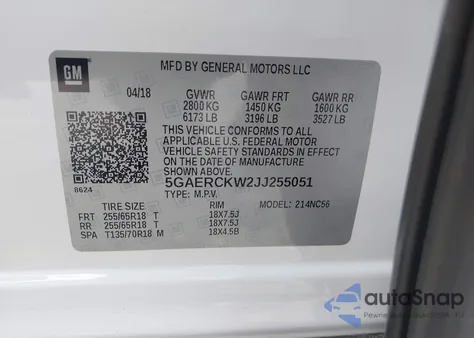 GM
MFD BY GENERAL MOTORS LLC
04/18 GVWR GAWR FRT GAWR RR
2800 KG 1450 KG 1600 KG
6173 LB 3196 LB 3527 LB
THIS VEHICLE CONFORMS TO ALL
APPLICABLE U.S. FEDERAL MOTOR
VEHICLE SAFETY STANDARDS IN
EFFECT ON THE DATE OF
MANUFACTURE SHOWN ABOVE.
8624
5GAERCKW2JJ255051
TYPE: M.P.V. MODEL: 214NC56
TIRE SIZE RIM
FRT 255/65R18 T 18X7.5J
RR 255/65R18 T 18X7.5J
SPA T135/70R18 M 18X4.5B
autoSnap